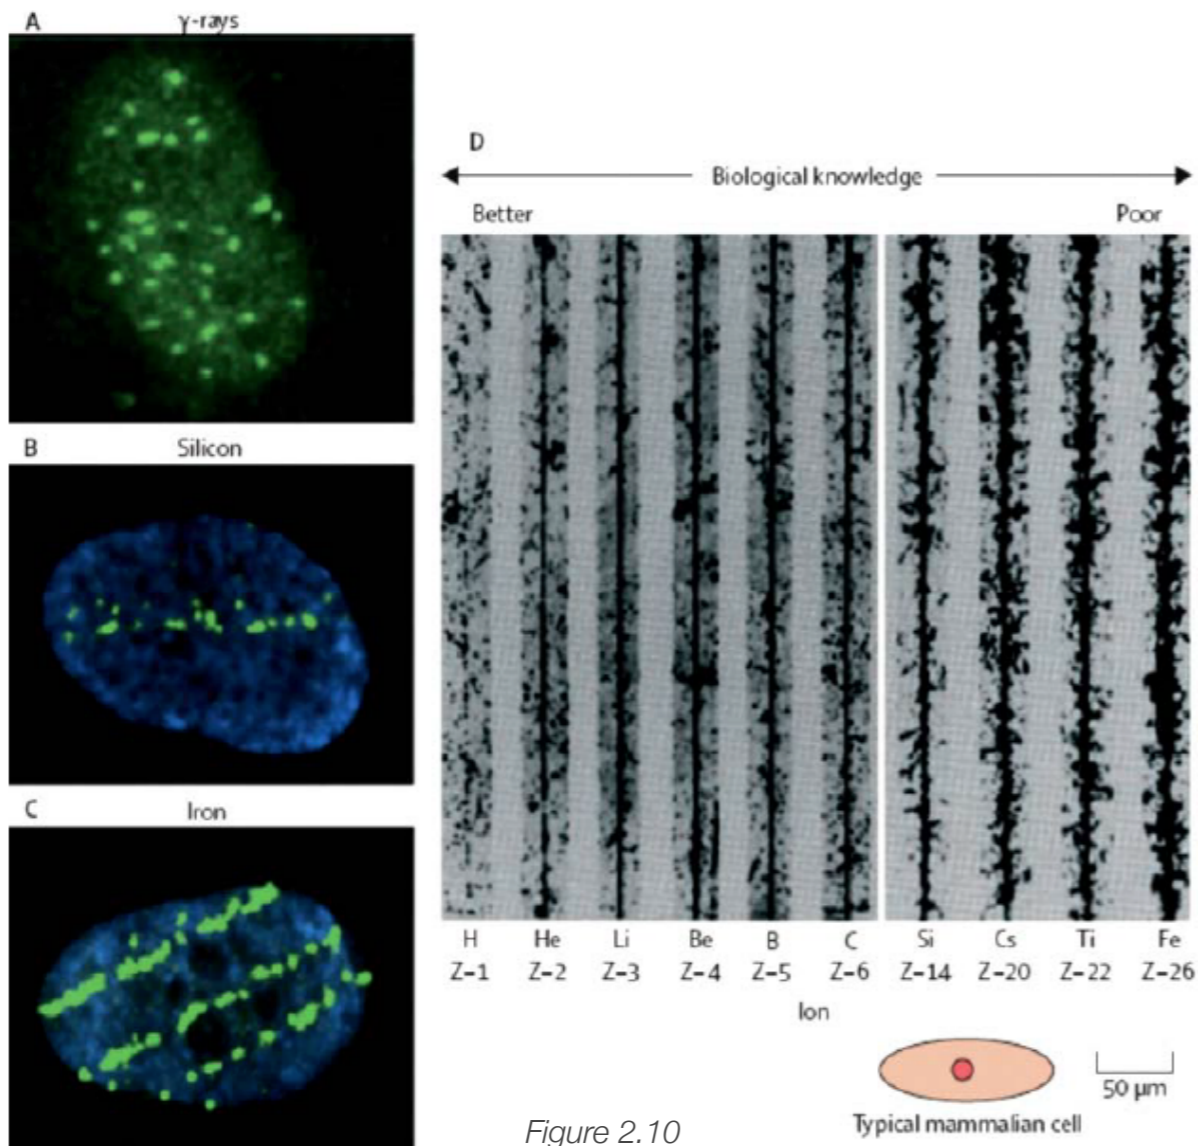 A
γ-rays
B
Silicon
C
Iron
D
Biological knowledge
Better Poor
H He Li Be B C Si Cs Ti Fe
Z-1 Z-2 Z-3 Z-4 Z-5 Z-6 Z-14 Z-20 Z-22 Z-26
Ion
50 μm
Typical mammalian cell
Figure 2.10